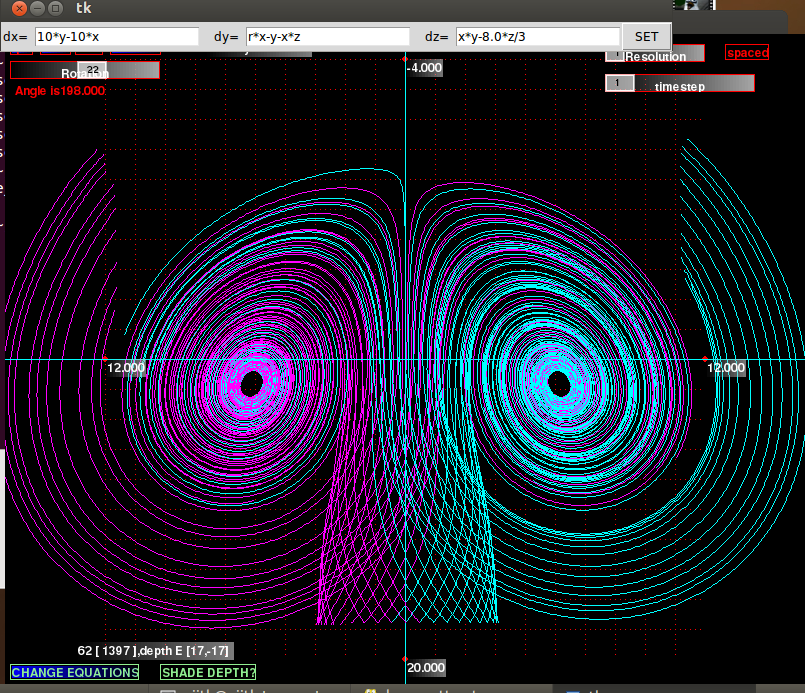 tk
dx= 10*y-10*x dy= r*x-y-x*z dz= x*y-8.0*z/3 SET
1 Resolution spaced
22 Rotation
Angle is198.000
1 timestep
-4.000
12.000
12.000
62 [ 1397 ],depth E [17,-17]
20.000
CHANGE EQUATIONS SHADE DEPTH?